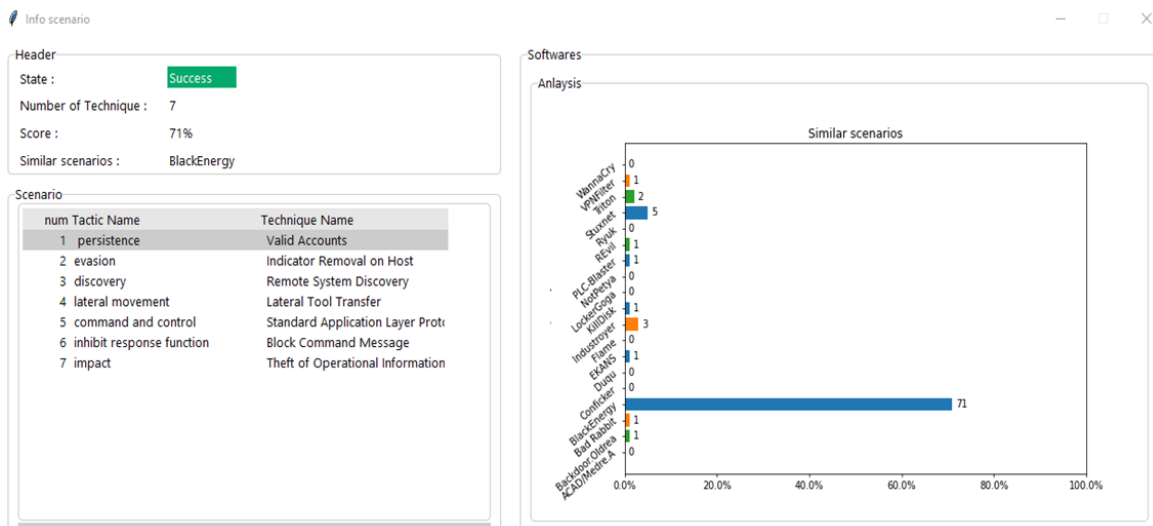 Info scenario
Header
State : Success
Number of Technique : 7
Score : 71%
Similar scenarios : BlackEnergy
Scenario
num Tactic Name Technique Name
1 persistence Valid Accounts
2 evasion Indicator Removal on Host
3 discovery Remote System Discovery
4 lateral movement Lateral Tool Transfer
5 command and control Standard Application Layer Proto
6 inhibit response function Block Command Message
7 impact Theft of Operational Information
Softwares
Anlaysis
Similar scenarios
WannaCry 0
VPNFilter 1
Triton 2
Stuxnet 5
Ryuk 0
REvil 1
PLC-Blaster 1
NotPetya 0
LockerGoga 0
KillDisk 1
Industroyer 3
Flame 0
EKANS 1
Duqu 0
Conficker 0
BlackEnergy 71
Bad Rabbit 1
Backdoor.Oldrea 1
ACAD/Medre.A 0
0.0% 20.0% 40.0% 60.0% 80.0% 100.0%